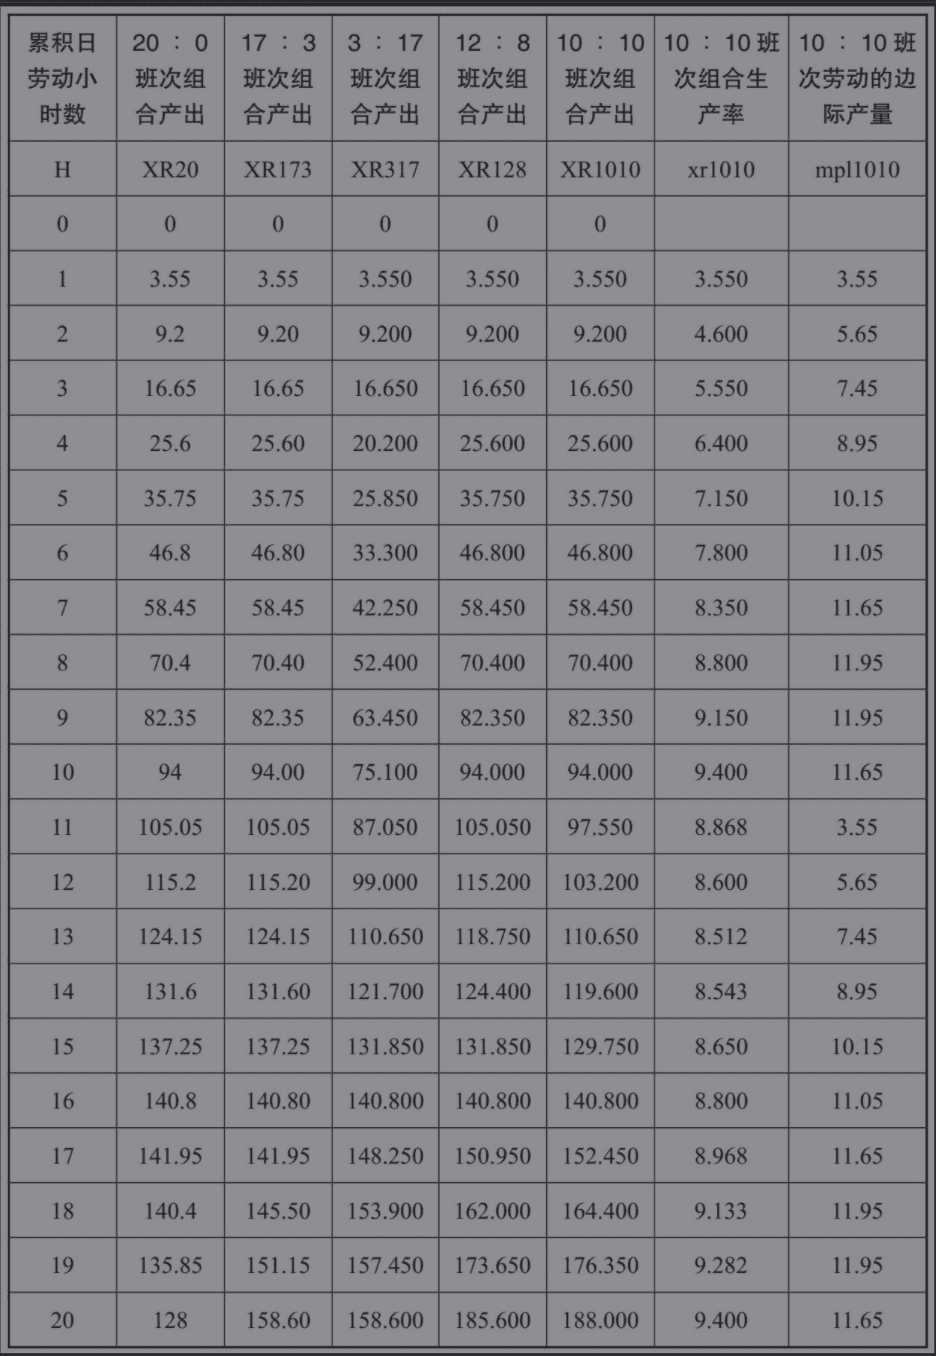 累积日劳动小时数 20 : 0班次组合产出 17 : 3班次组合产出 3 : 17班次组合产出 12 : 8班次组合产出 10 : 10班次组合产出 10 : 10班次组合生产率 10 : 10班次劳动的边际产量
H XR20 XR173 XR317 XR128 XR1010 xr1010 mpl1010
0 0 0 0 0 0
1 3.55 3.55 3.550 3.550 3.550 3.550 3.55
2 9.2 9.20 9.200 9.200 9.200 4.600 5.65
3 16.65 16.65 16.650 16.650 16.650 5.550 7.45
4 25.6 25.60 20.200 25.600 25.600 6.400 8.95
5 35.75 35.75 25.850 35.750 35.750 7.150 10.15
6 46.8 46.80 33.300 46.800 46.800 7.800 11.05
7 58.45 58.45 42.250 58.450 58.450 8.350 11.65
8 70.4 70.40 52.400 70.400 70.400 8.800 11.95
9 82.35 82.35 63.450 82.350 82.350 9.150 11.95
10 94 94.00 75.100 94.000 94.000 9.400 11.65
11 105.05 105.05 87.050 105.050 97.550 8.868 3.55
12 115.2 115.20 99.000 115.200 103.200 8.600 5.65
13 124.15 124.15 110.650 118.750 110.650 8.512 7.45
14 131.6 131.60 121.700 124.400 119.600 8.543 8.95
15 137.25 137.25 131.850 131.850 129.750 8.650 10.15
16 140.8 140.80 140.800 140.800 140.800 8.800 11.05
17 141.95 141.95 148.250 150.950 152.450 8.968 11.65
18 140.4 145.50 153.900 162.000 164.400 9.133 11.95
19 135.85 151.15 157.450 173.650 176.350 9.282 11.95
20 128 158.60 158.600 185.600 188.000 9.400 11.65